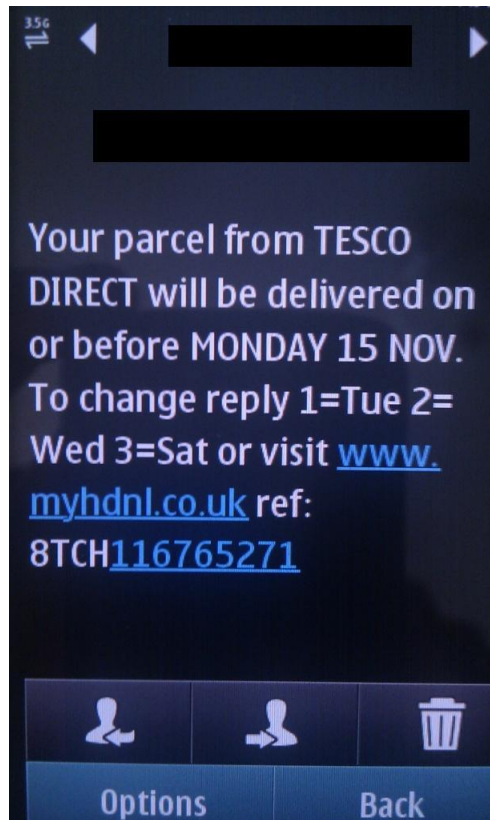 3.5G
Your parcel from TESCO
DIRECT will be delivered on
or before MONDAY 15 NOV.
To change reply 1=Tue 2=
Wed 3=Sat or visit www.
myhdnl.co.uk ref:
8TCH116765271
Options Back